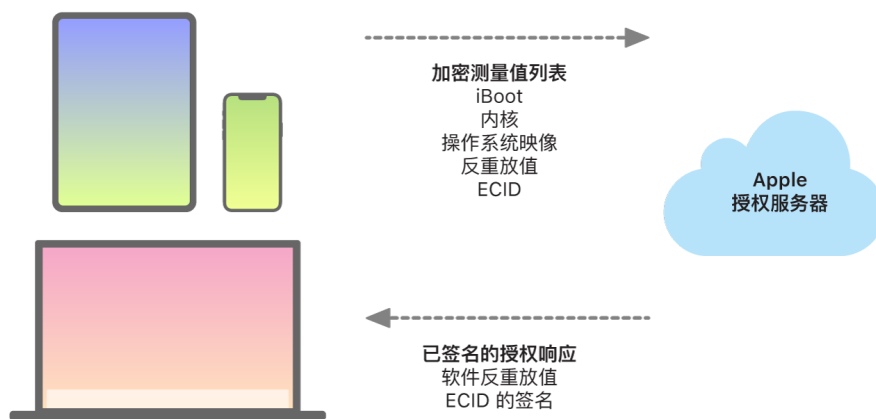 加密测量值列表
iBoot
内核
操作系统映像
反重放值
ECID
Apple
授权服务器
已签名的授权响应
软件反重放值
ECID 的签名